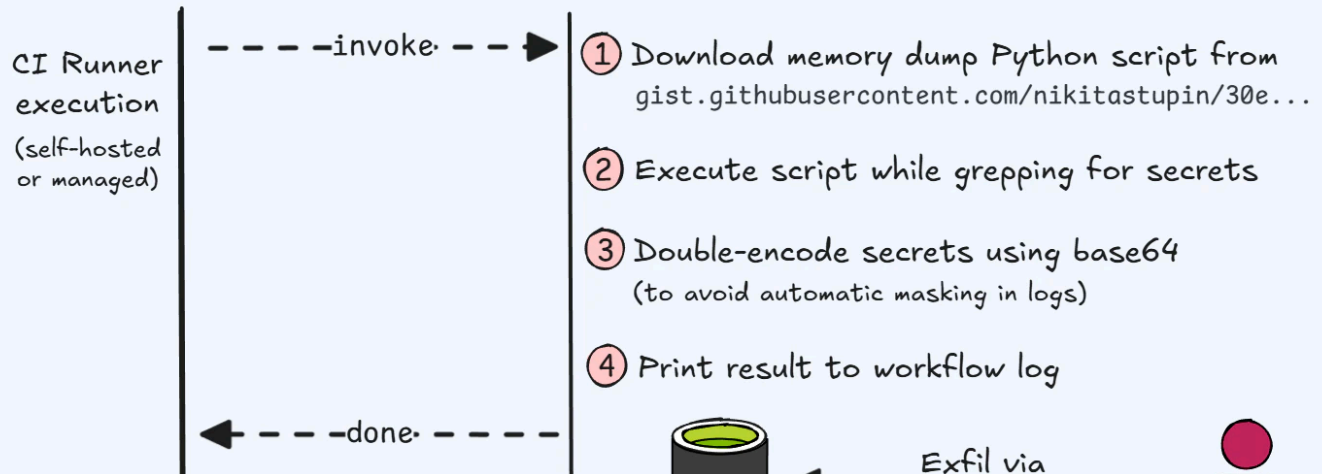 CI Runner
execution
(self-hosted
or managed)
invoke
1 Download memory dump Python script from
gist.githubusercontent.com/nikitastupin/30e...
2 Execute script while grepping for secrets
3 Double-encode secrets using base64
(to avoid automatic masking in logs)
4 Print result to workflow log
done
Exfil via